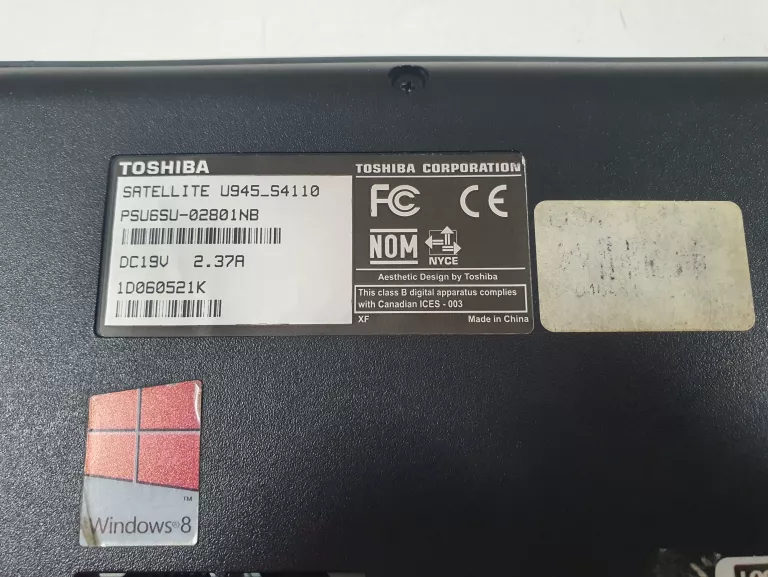 TOSHIBA
SATELLITE U945_S4110
PSU6SU-02801NB
DC19V 2.37A
1D060521K
TOSHIBA CORPORATION
FC CE
NOM
NYCE
Aesthetic Design by Toshiba
This class B digital apparatus complies
with Canadian ICES - 003
XF Made in China
Windows®8
TM